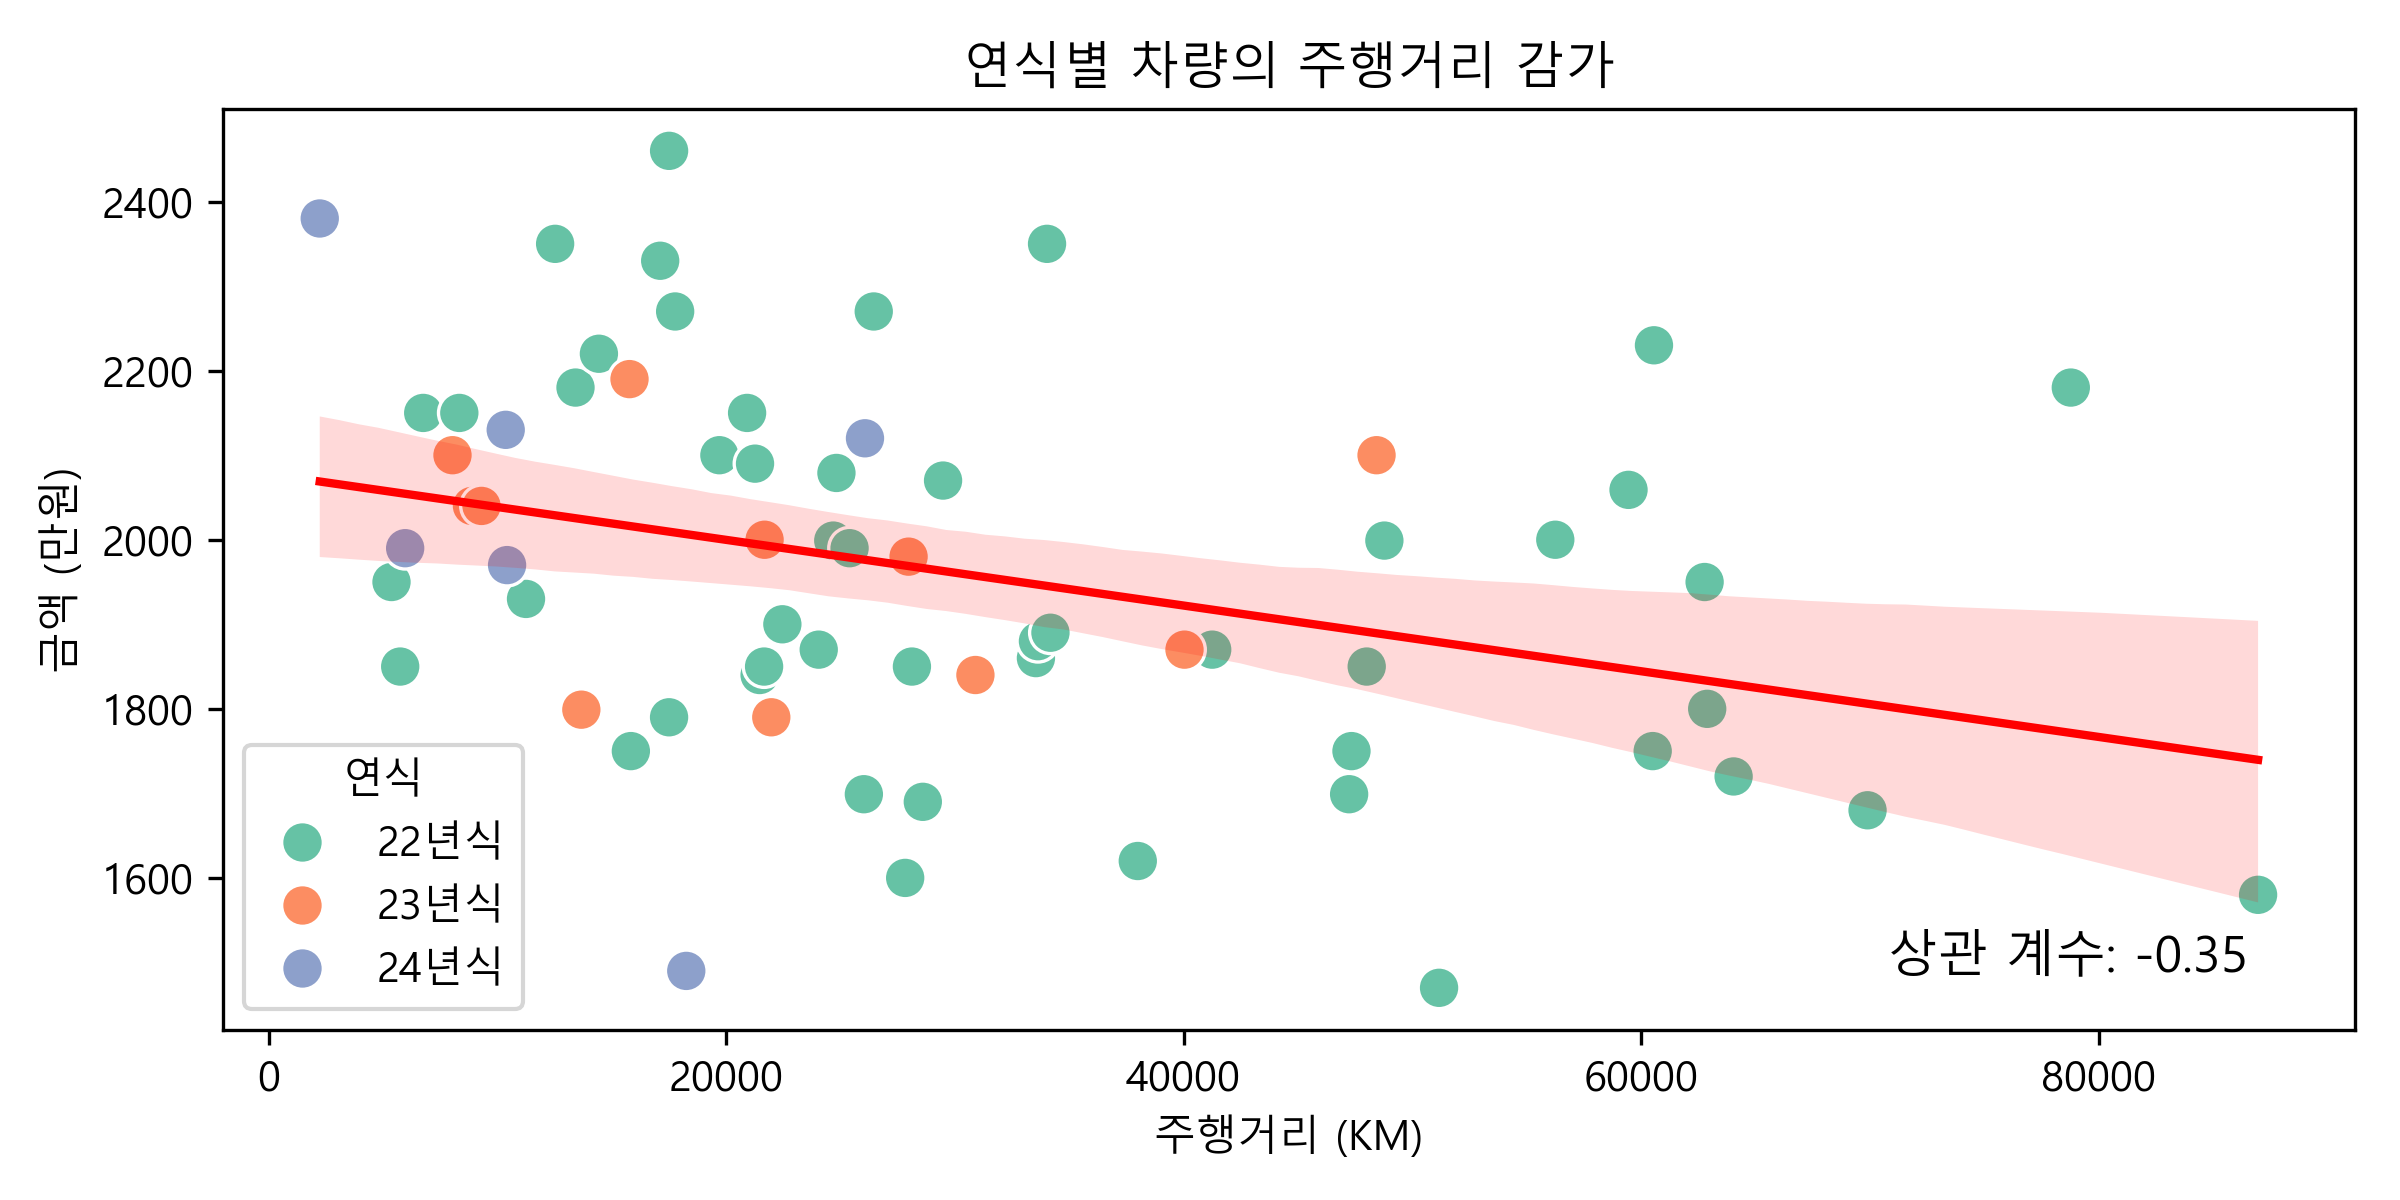 연식별 차량의 주행거리 감가
금액 (만원)
2400
2200
2000
1800
1600
연식
22년식
23년식
24년식
상관 계수: -0.35
0 20000 40000 60000 80000
주행거리 (KM)